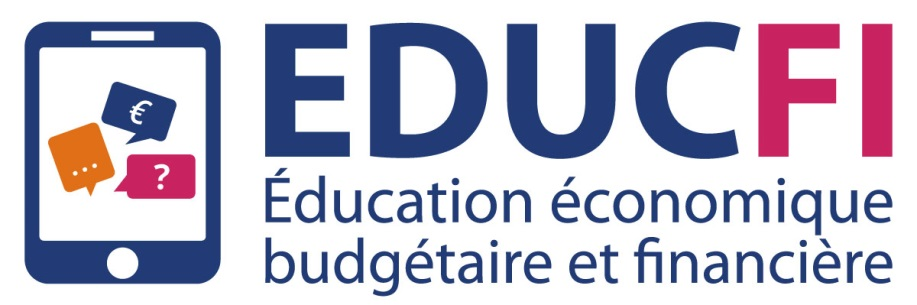 €
...
?
EDUCFI
Éducation économique
budgétaire et financière